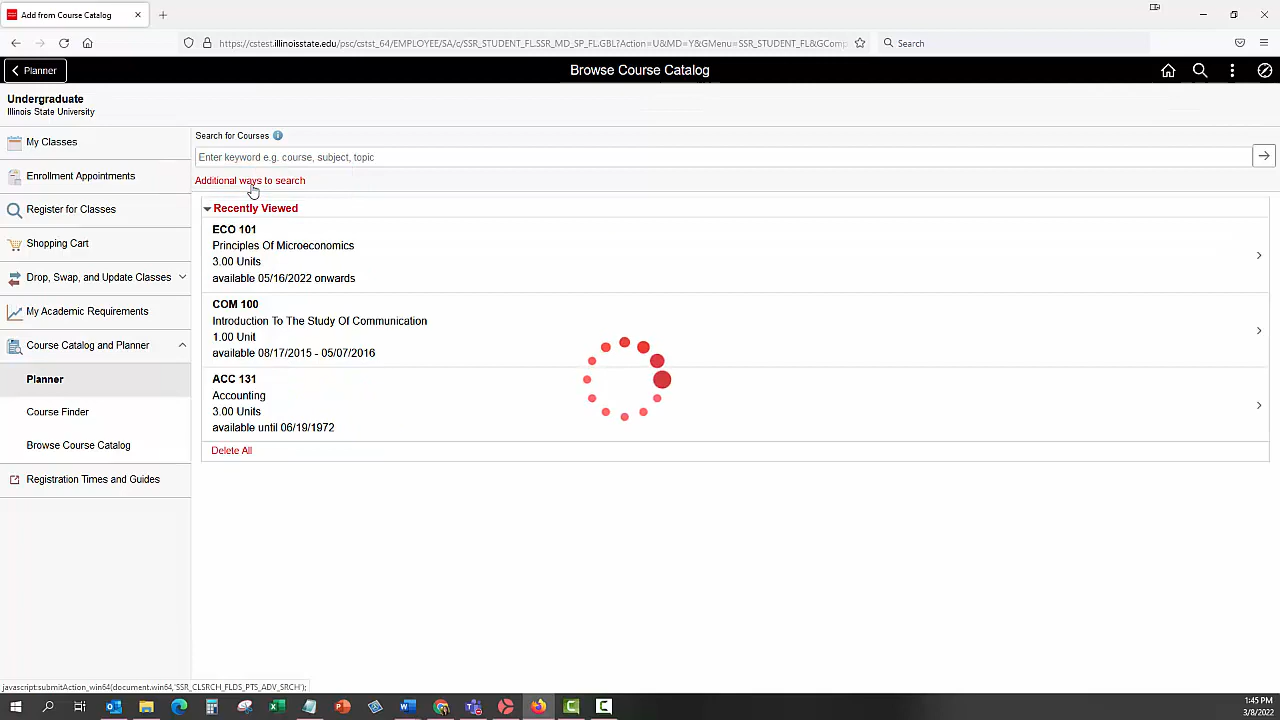 Add from Course Catalog
https://cstest.illinoisstate.edu/psc/cstst_64/EMPLOYEE/SA/c/SSR_STUDENT_FL.SSR_MD_SP_FL.GBL?Action=U&MD=Y&GMenu=SSR_STUDENT_FL&GComp
Search
Planner
Browse Course Catalog
Undergraduate
Illinois State University
My Classes
Enrollment Appointments
Register for Classes
Shopping Cart
Drop, Swap, and Update Classes
My Academic Requirements
Course Catalog and Planner
Planner
Course Finder
Browse Course Catalog
Registration Times and Guides
Search for Courses
Enter keyword e.g. course, subject, topic
Additional ways to search
Recently Viewed
ECO 101
Principles Of Microeconomics
3.00 Units
available 05/16/2022 onwards
COM 100
Introduction To The Study Of Communication
1.00 Unit
available 08/17/2015 - 05/07/2016
ACC 131
Accounting
3.00 Units
available until 06/19/1972
Delete All
javascript:submitAction_win64(document.win64,'SSR_CLSRCH_FLDS_PTS_ADV_SRCH');
1:45 PM
3/8/2022